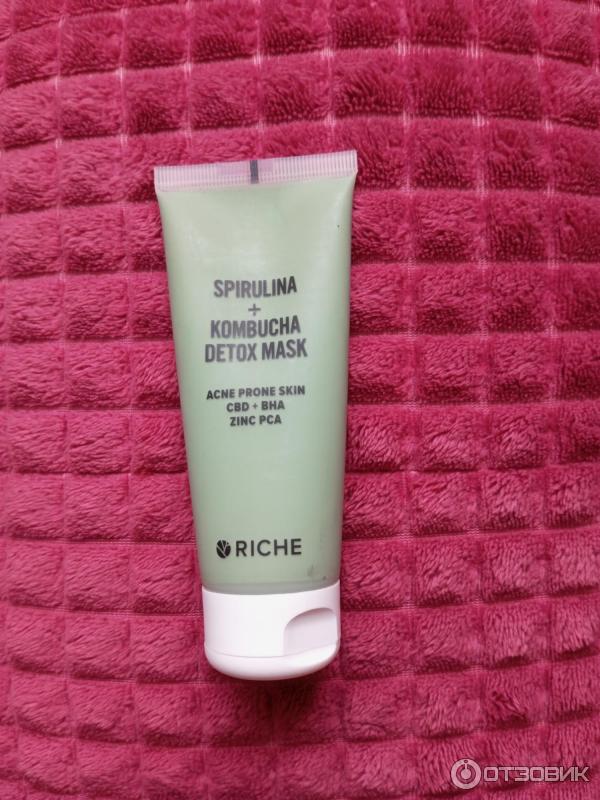 SPIRULINA
+
KOMBUCHA
DETOX MASK
ACNE PRONE SKIN
CBD + BHA
ZINC PCA
RICHE
ОТЗОВИК